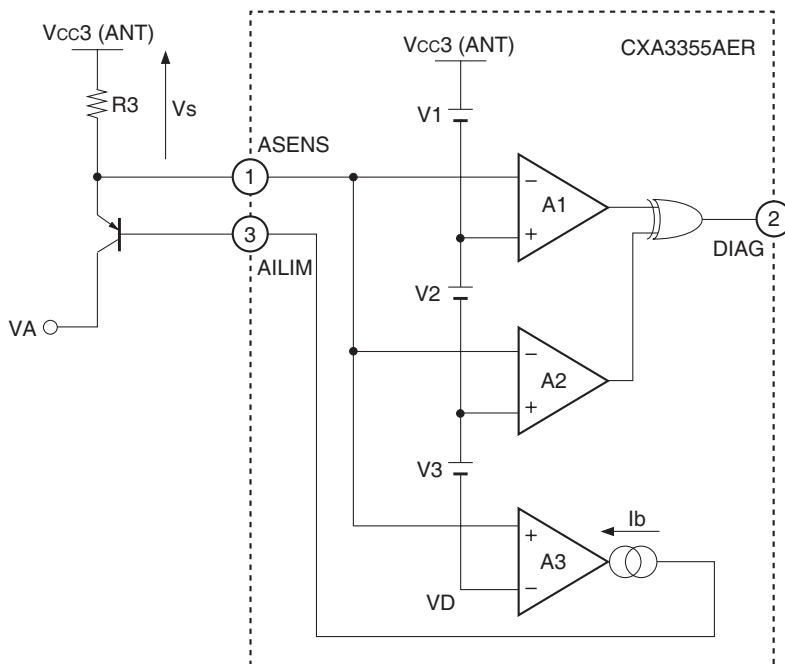 VCC3 (ANT)
R3
Vs
VA
1
ASENS
3
AILIM
CXA3355AER
VCC3 (ANT)
V1
V2
V3
VD
−
A1
+
−
A2
+
+
A3
−
Ib
2
DIAG